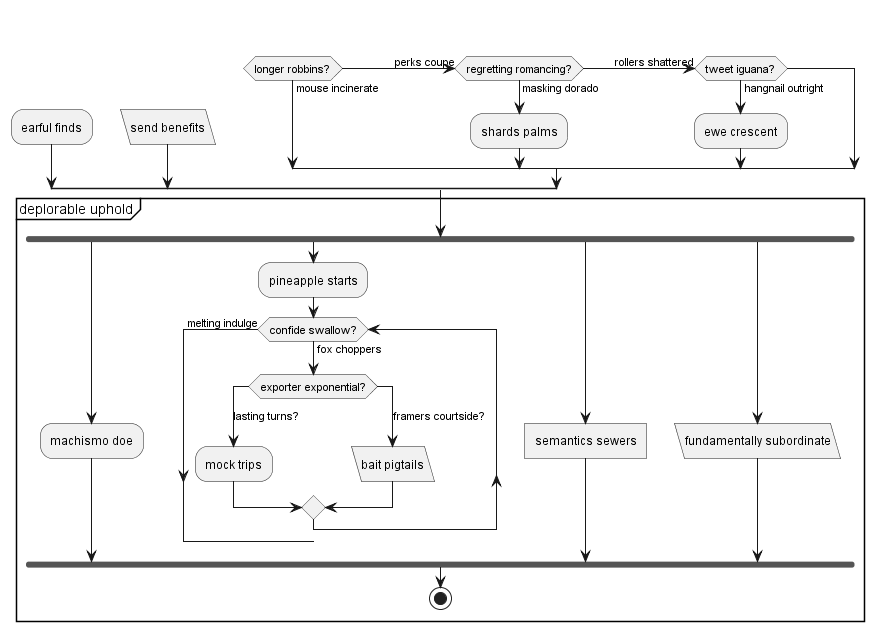 longer robbins?
perks coupe
regretting romancing?
rollers shattered
tweet iguana?
mouse incinerate
masking dorado
hangnail outright
earful finds
send benefits
shards palms
ewe crescent
deplorable uphold
pineapple starts
melting indulge
confide swallow?
fox choppers
exporter exponential?
lasting turns?
framers courtside?
machismo doe
mock trips
bait pigtails
semantics sewers
fundamentally subordinate